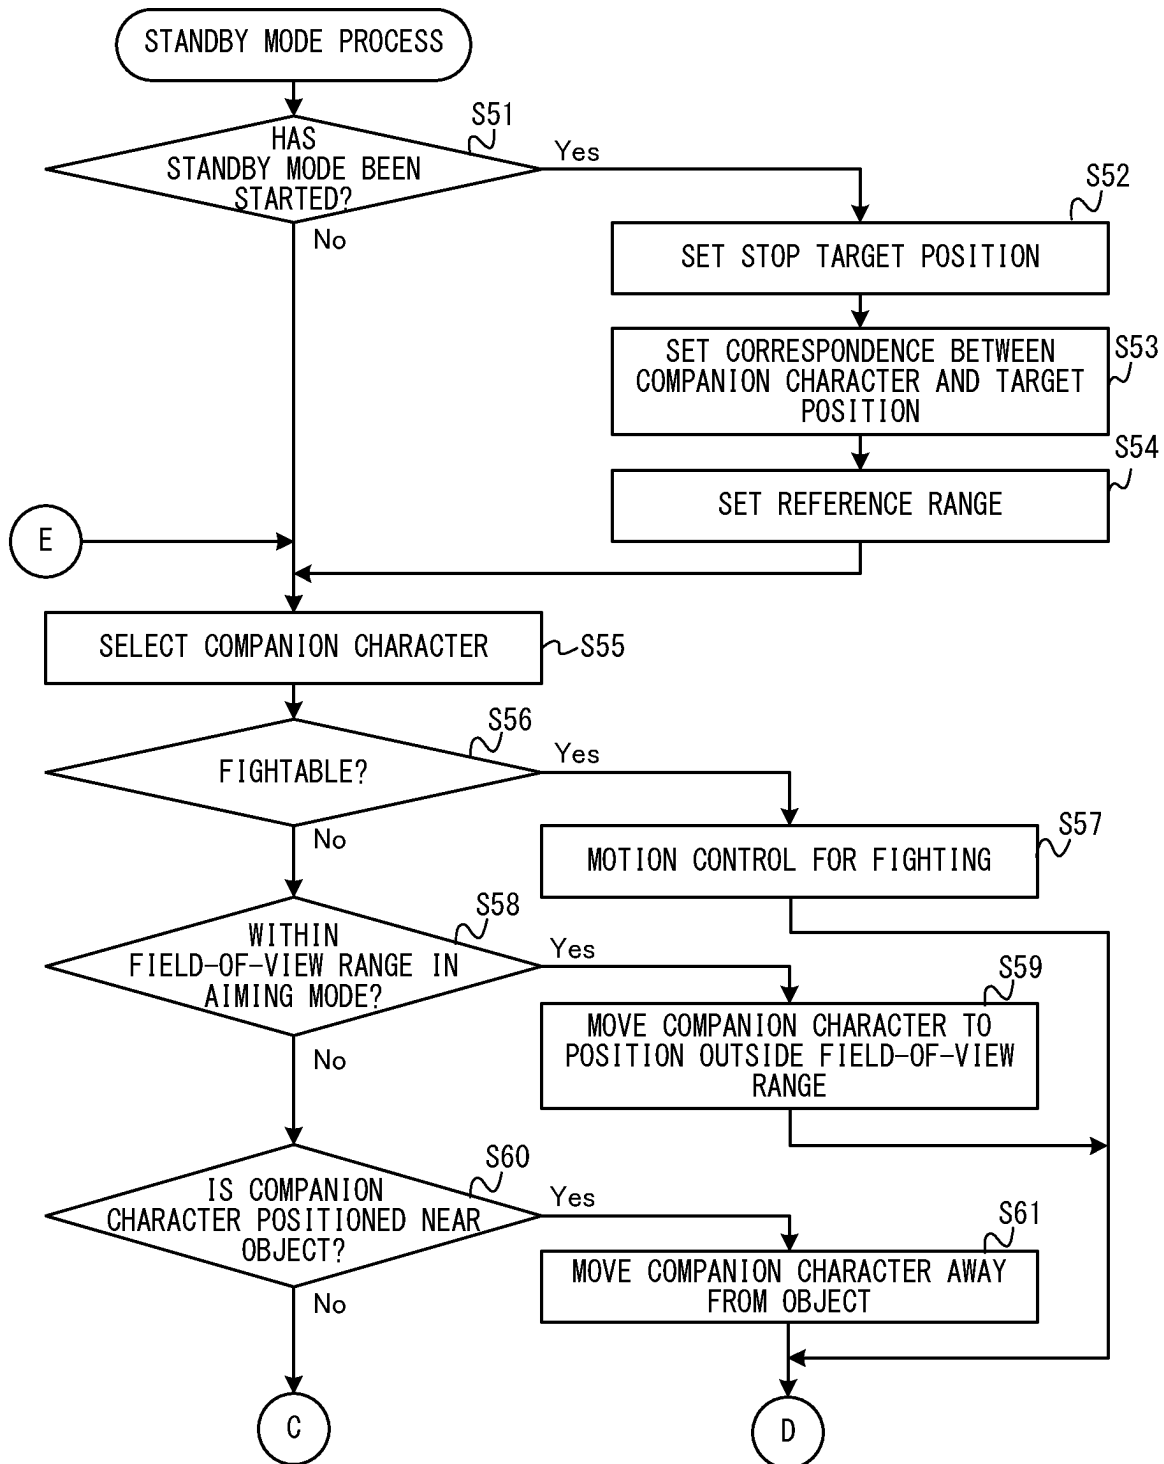 STANDBY MODE PROCESS
S51
HAS
STANDBY MODE BEEN
STARTED?
Yes
No
S52
SET STOP TARGET POSITION
S53
SET CORRESPONDENCE BETWEEN
COMPANION CHARACTER AND TARGET
POSITION
S54
SET REFERENCE RANGE
E
SELECT COMPANION CHARACTER
S55
S56
FIGHTABLE?
Yes
No
S57
MOTION CONTROL FOR FIGHTING
S58
WITHIN
FIELD-OF-VIEW RANGE IN
AIMING MODE?
Yes
No
S59
MOVE COMPANION CHARACTER TO
POSITION OUTSIDE FIELD-OF-VIEW
RANGE
S60
IS COMPANION
CHARACTER POSITIONED NEAR
OBJECT?
Yes
No
S61
MOVE COMPANION CHARACTER AWAY
FROM OBJECT
C
D